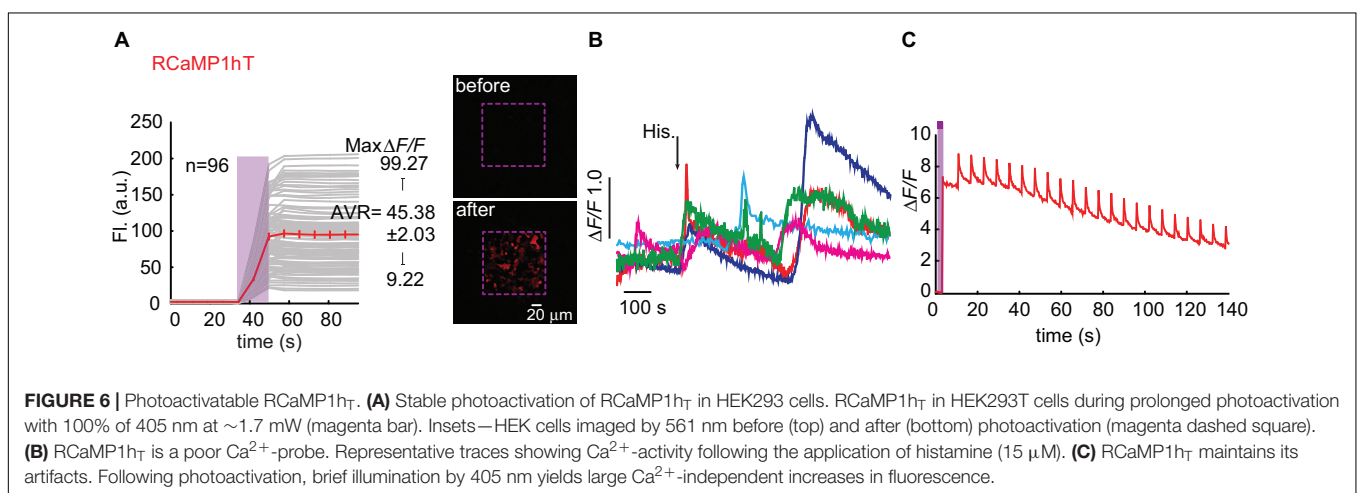 A
RCaMP1hT
250
200
150
100
50
0
Fl. (a.u.)
n=96
0 20 40 60 80
time (s)
Max ΔF/F
99.27
AVR= 45.38
±2.03
9.22
before
after
20 μm
B
His.
ΔF/F 1.0
100 s
C
10
8
6
4
2
0
ΔF/F
0 20 40 60 80 100 120 140
time (s)
FIGURE 6 | Photoactivatable RCaMP1hT. (A) Stable photoactivation of RCaMP1hT in HEK293 cells. RCaMP1hT in HEK293T cells during prolonged photoactivation
with 100% of 405 nm at ~1.7 mW (magenta bar). Insets—HEK cells imaged by 561 nm before (top) and after (bottom) photoactivation (magenta dashed square).
(B) RCaMP1hT is a poor Ca2+-probe. Representative traces showing Ca2+-activity following the application of histamine (15 μM). (C) RCaMP1hT maintains its
artifacts. Following photoactivation, brief illumination by 405 nm yields large Ca2+-independent increases in fluorescence.